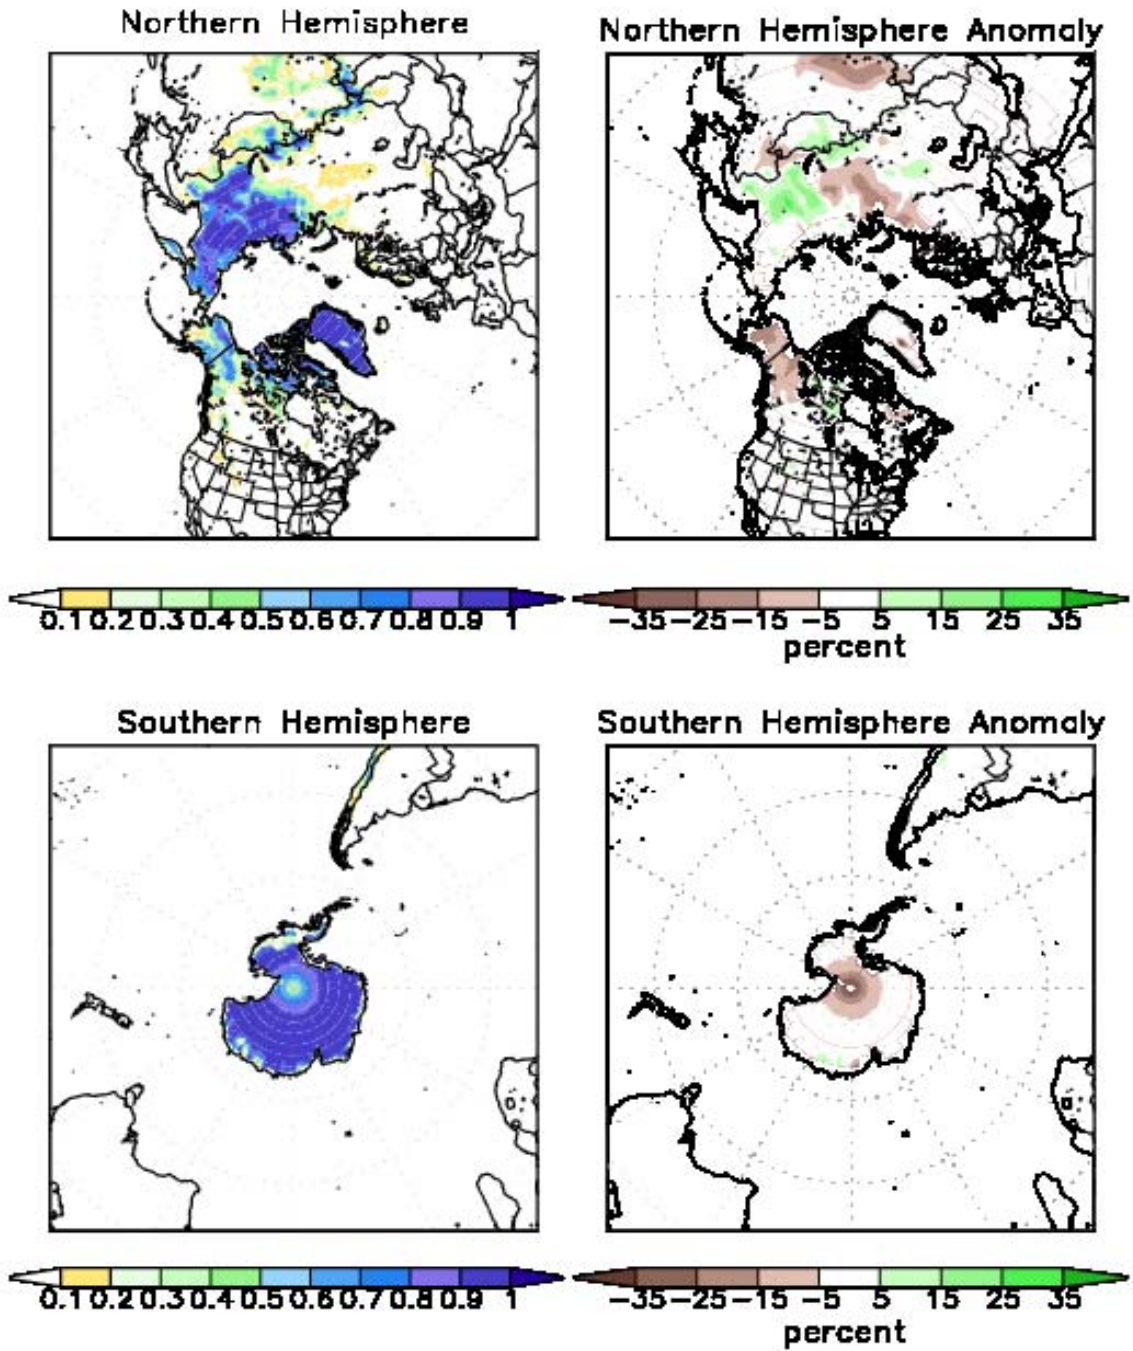 Northern Hemisphere
Northern Hemisphere Anomaly
0.1 0.2 0.3 0.4 0.5 0.6 0.7 0.8 0.9 1
-35 -25 -15 -5 5 15 25 35
percent
Southern Hemisphere
Southern Hemisphere Anomaly
0.1 0.2 0.3 0.4 0.5 0.6 0.7 0.8 0.9 1
-35 -25 -15 -5 5 15 25 35
percent